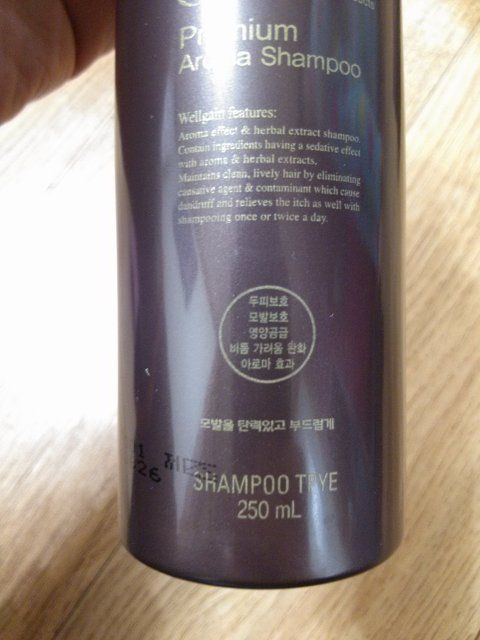 Premium
Aroma Shampoo
Wellgain features:
Aroma effect & herbal extract shampoo.
Contain ingredients having a sedative effect
with aroma & herbal extracts.
Maintains clean, lively hair by eliminating
causative agent & contaminant which cause
dandruff and relieves the itch as well with
shampooing once or twice a day.
두피보호
모발보호
영양공급
비듬 가려움 완화
아로마 효과
모발을 탄력있고 부드럽게
SHAMPOO TPYE
250 mL